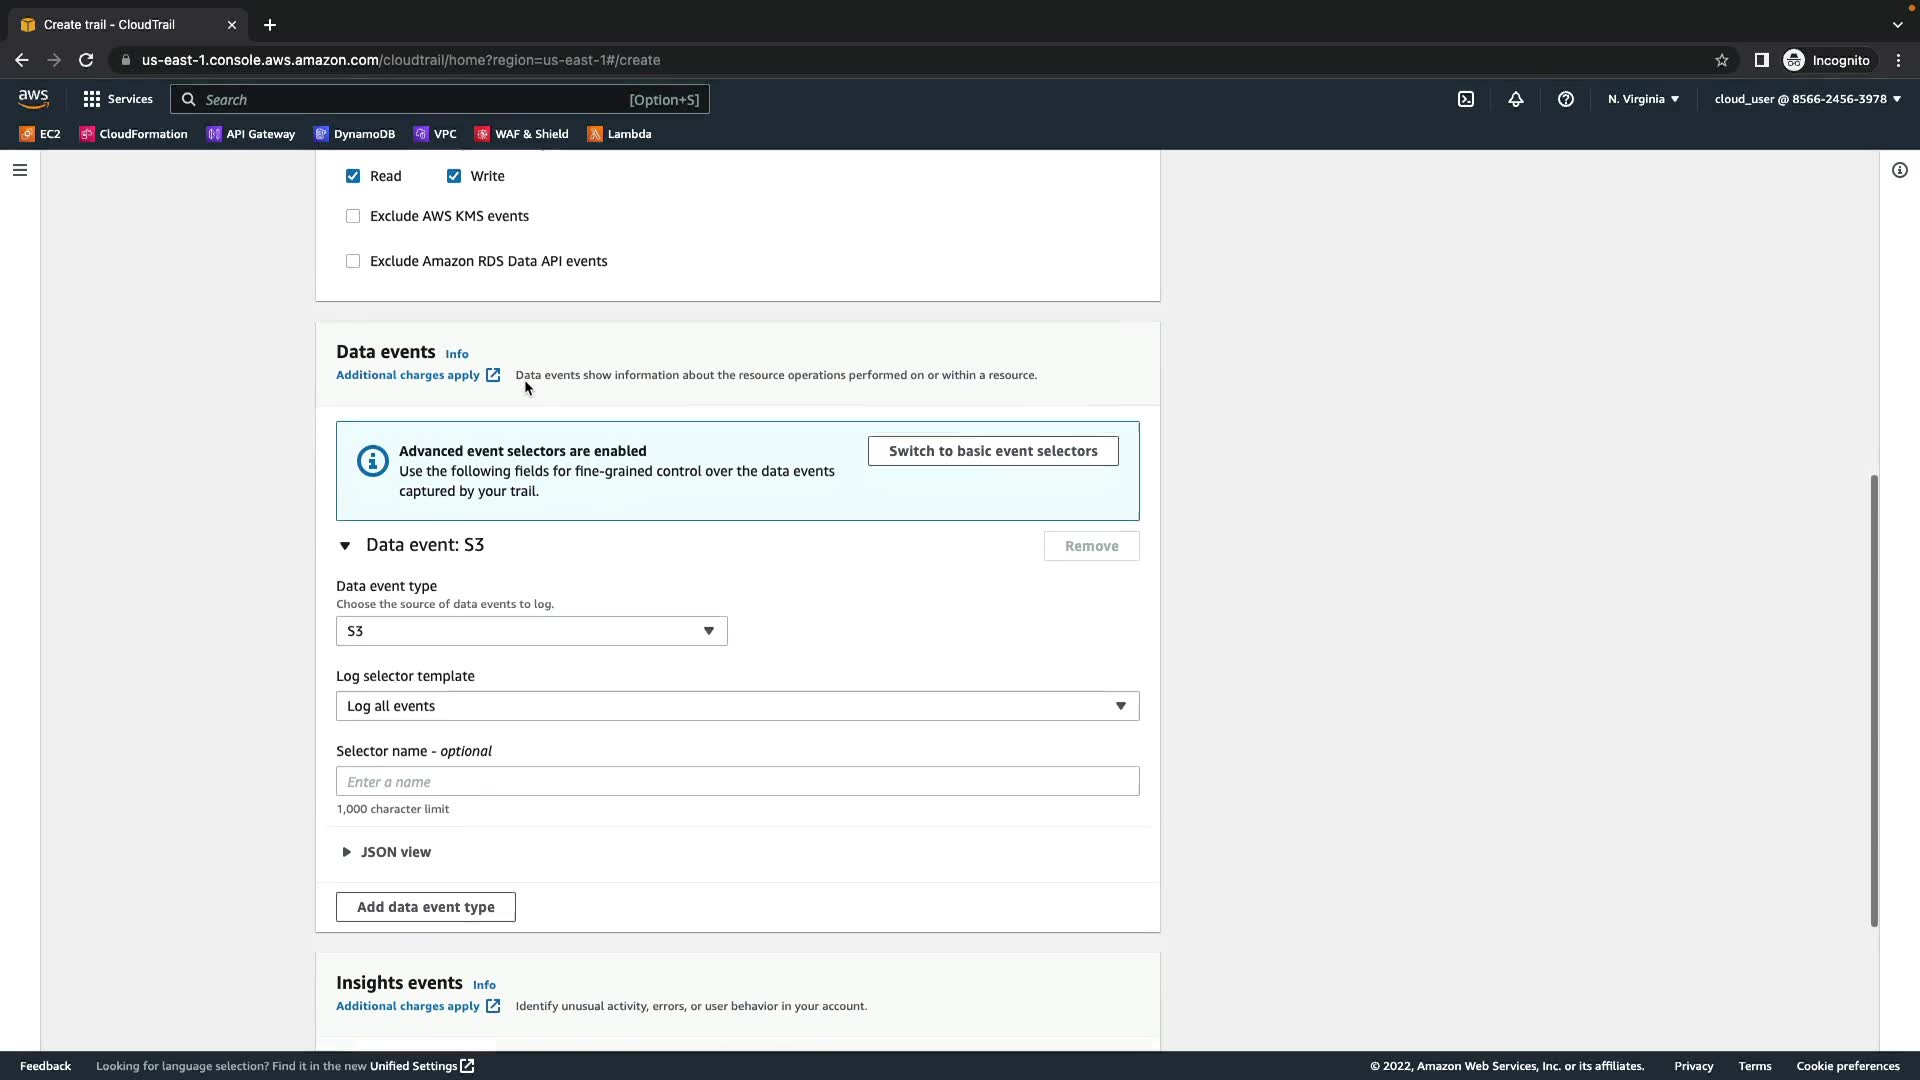 Create trail - CloudTrail
us-east-1.console.aws.amazon.com/cloudtrail/home?region=us-east-1#/create
Incognito
aws
Services
Search
[Option+S]
N. Virginia
cloud_user @ 8566-2456-3978
EC2
CloudFormation
API Gateway
DynamoDB
VPC
WAF & Shield
Lambda
Read
Write
Exclude AWS KMS events
Exclude Amazon RDS Data API events
Data events Info
Additional charges apply
Data events show information about the resource operations performed on or within a resource.
Advanced event selectors are enabled
Use the following fields for fine-grained control over the data events
captured by your trail.
Switch to basic event selectors
Data event: S3
Remove
Data event type
Choose the source of data events to log.
S3
Log selector template
Log all events
Selector name - optional
Enter a name
1,000 character limit
JSON view
Add data event type
Insights events Info
Additional charges apply
Identify unusual activity, errors, or user behavior in your account.
Feedback
Looking for language selection? Find it in the new Unified Settings
© 2022, Amazon Web Services, Inc. or its affiliates.
Privacy
Terms
Cookie preferences